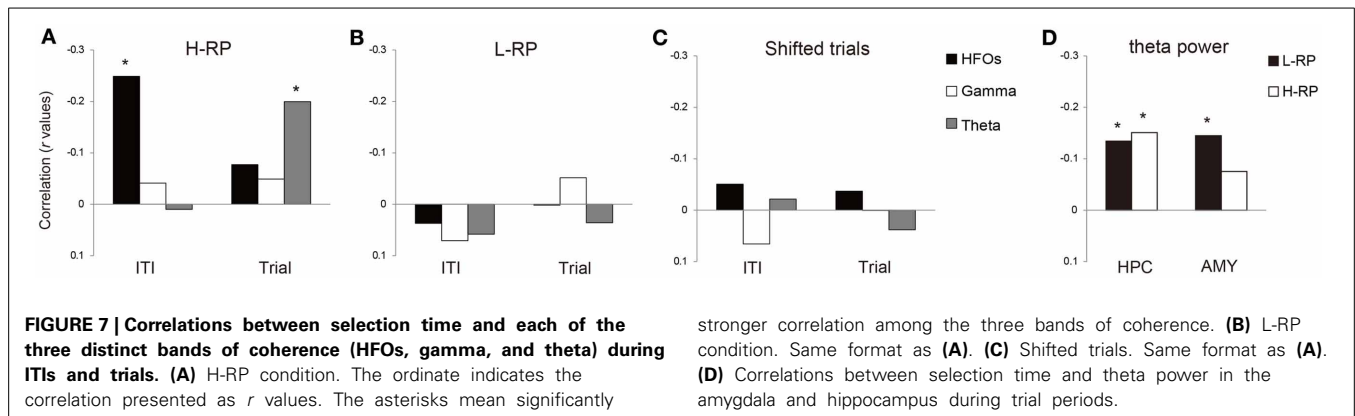 A
H-RP
-0.3
-0.2
-0.1
0
0.1
Correlation (r values)
*
*
ITI
Trial
B
L-RP
-0.3
-0.2
-0.1
0
0.1
ITI
Trial
C
Shifted trials
-0.3
-0.2
-0.1
0
0.1
HFOs
Gamma
Theta
ITI
Trial
D
theta power
-0.3
-0.2
-0.1
0
0.1
L-RP
H-RP
* * *
HPC
AMY
FIGURE 7 | Correlations between selection time and each of the
three distinct bands of coherence (HFOs, gamma, and theta) during
ITIs and trials. (A) H-RP condition. The ordinate indicates the
correlation presented as r values. The asterisks mean significantly
stronger correlation among the three bands of coherence. (B) L-RP
condition. Same format as (A). (C) Shifted trials. Same format as (A).
(D) Correlations between selection time and theta power in the
amygdala and hippocampus during trial periods.